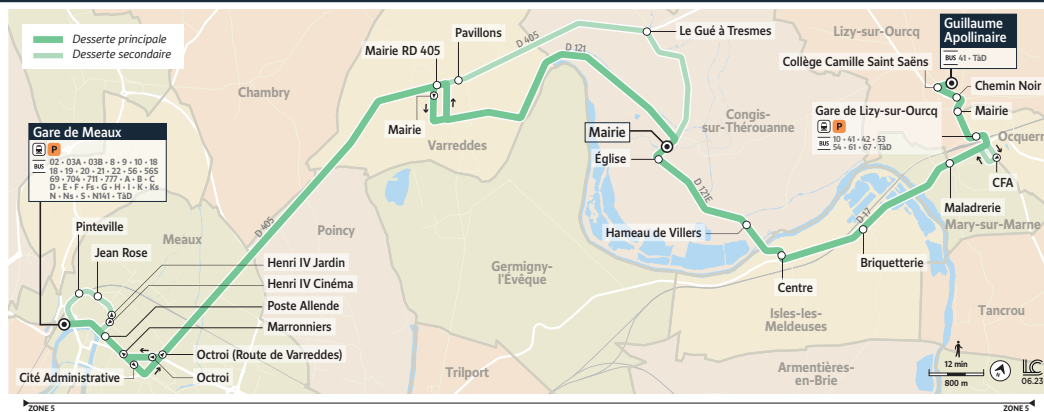 Desserte principale
Desserte secondaire
Gare de Meaux
P
BUS
02 • 03A • 03B • 8 • 9 • 10 • 18
18 • 19 • 20 • 21 • 22 • 56 • 56S
69 • 704 • 711 • 777 • A • B • C
D • E • F • Fs • G • H • I • K • Ks
N • Ns • S • N141 • TàD
Pinteville
Jean Rose
Meaux
Henri IV Jardin
Henri IV Cinéma
Poste Allende
Marronniers
Octroi (Route de Varreddes)
Octroi
Cité Administrative
Chambry
Poincy
D 405
Mairie RD 405
Pavillons
D 405
D 121
Mairie
Varreddes
Germigny-
l'Évêque
Trilport
Le Gué à Tresmes
Congis-
sur-Thérouanne
Mairie
Église
D 121E
Hameau de Villers
Centre
Isles-les-
Meldeuses
Armentières-
en-Brie
D 17
Briquetterie
Maladrerie
Mary-sur-Marne
Tancrou
CFA
Ocquerre
Lizy-sur-Ourcq
Guillaume
Apollinaire
BUS 41 • TàD
Collège Camille Saint Saëns
Chemin Noir
Mairie
Gare de Lizy-sur-Ourcq
P
BUS
10 • 41 • 42 • 53
54 • 61 • 67 • TàD
12 min
800 m
N
LC
06.23
ZONE 5
ZONE 5